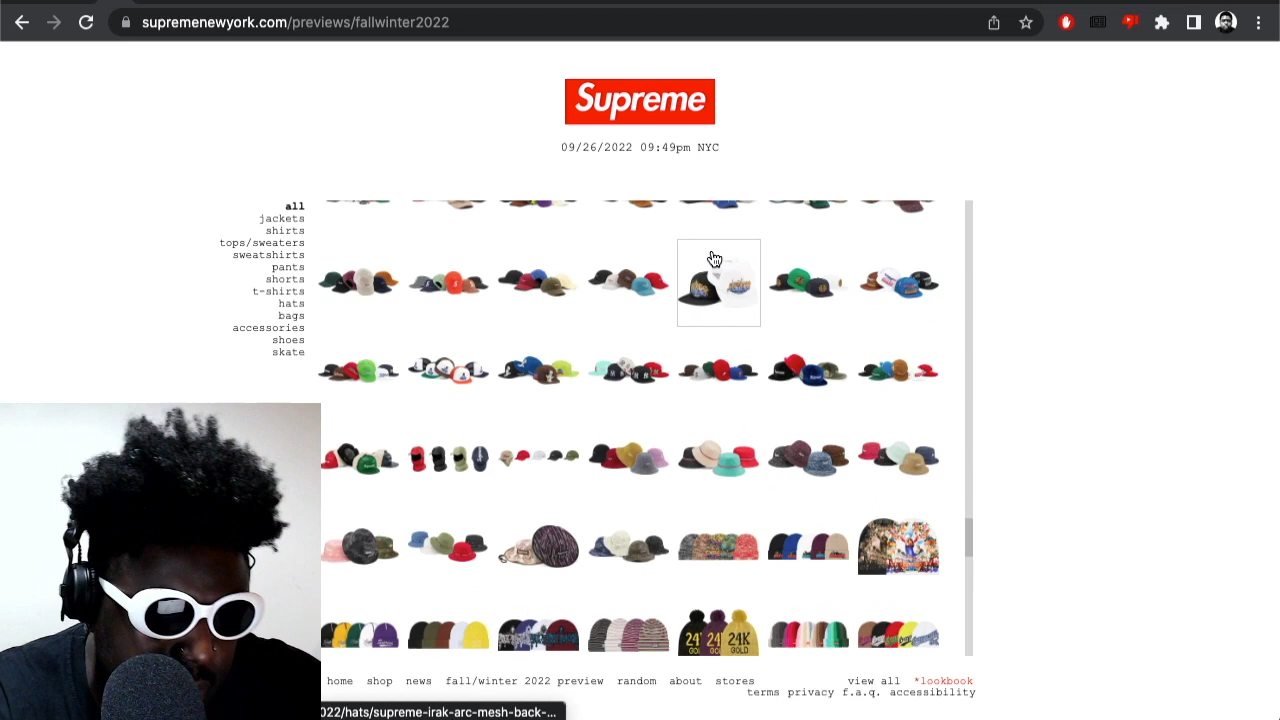 supremenewyork.com/previews/fallwinter2022
Supreme
09/26/2022 09:49pm NYC
all
jackets
shirts
tops/sweaters
sweatshirts
pants
shorts
t-shirts
hats
bags
accessories
shoes
skate
24K
GOLD
home shop news fall/winter 2022 preview random about stores view all *lookbook
terms privacy f.a.q. accessibility
022/hats/supreme-irak-arc-mesh-back-...